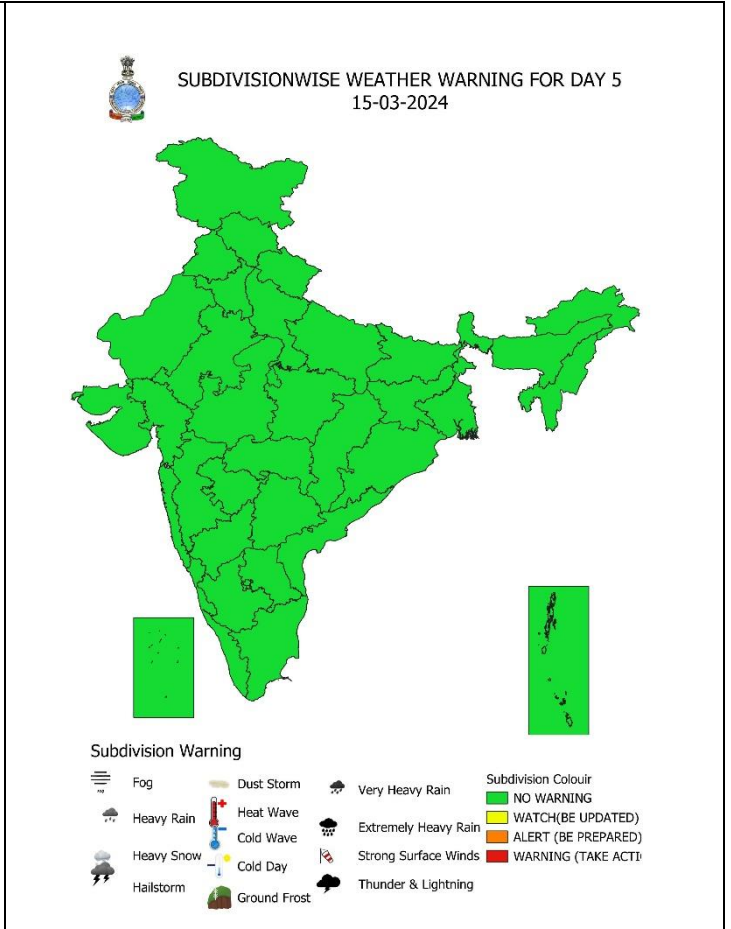 SUBDIVISIONWISE WEATHER WARNING FOR DAY 5
15-03-2024
Subdivision Warning
Fog
Heavy Rain
Heavy Snow
Hailstorm
Dust Storm
Heat Wave
Cold Wave
Cold Day
Ground Frost
Very Heavy Rain
Extremely Heavy Rain
Strong Surface Winds
Thunder & Lightning
Subdivision Colouir
NO WARNING
WATCH(BE UPDATED)
ALERT (BE PREPARED)
WARNING (TAKE ACTI